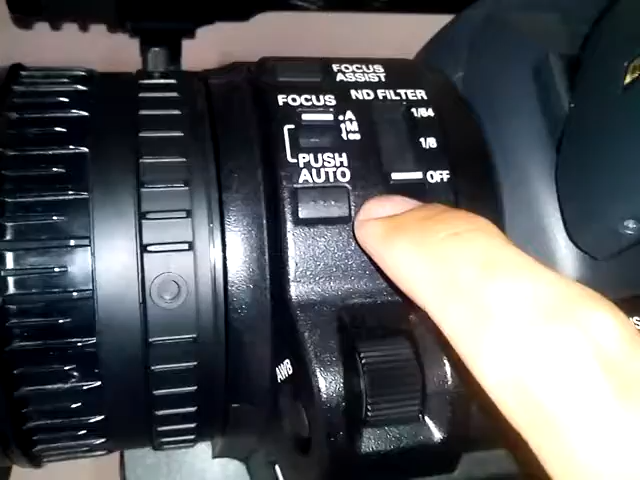 FOCUS
ASSIST
FOCUS
ND FILTER
A
M
∞
1/64
1/8
OFF
PUSH
AUTO
AWB